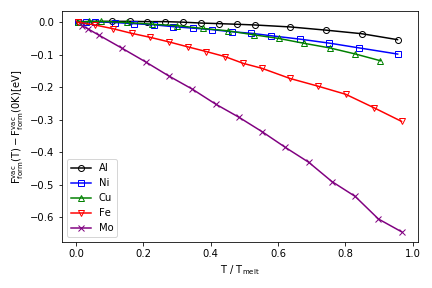 0.0
−0.1
−0.2
−0.3
−0.4
−0.5
−0.6
F^vac_form(T) − F^vac_form(0K)[eV]
Al
Ni
Cu
Fe
Mo
0.0 0.2 0.4 0.6 0.8 1.0
T / T_melt